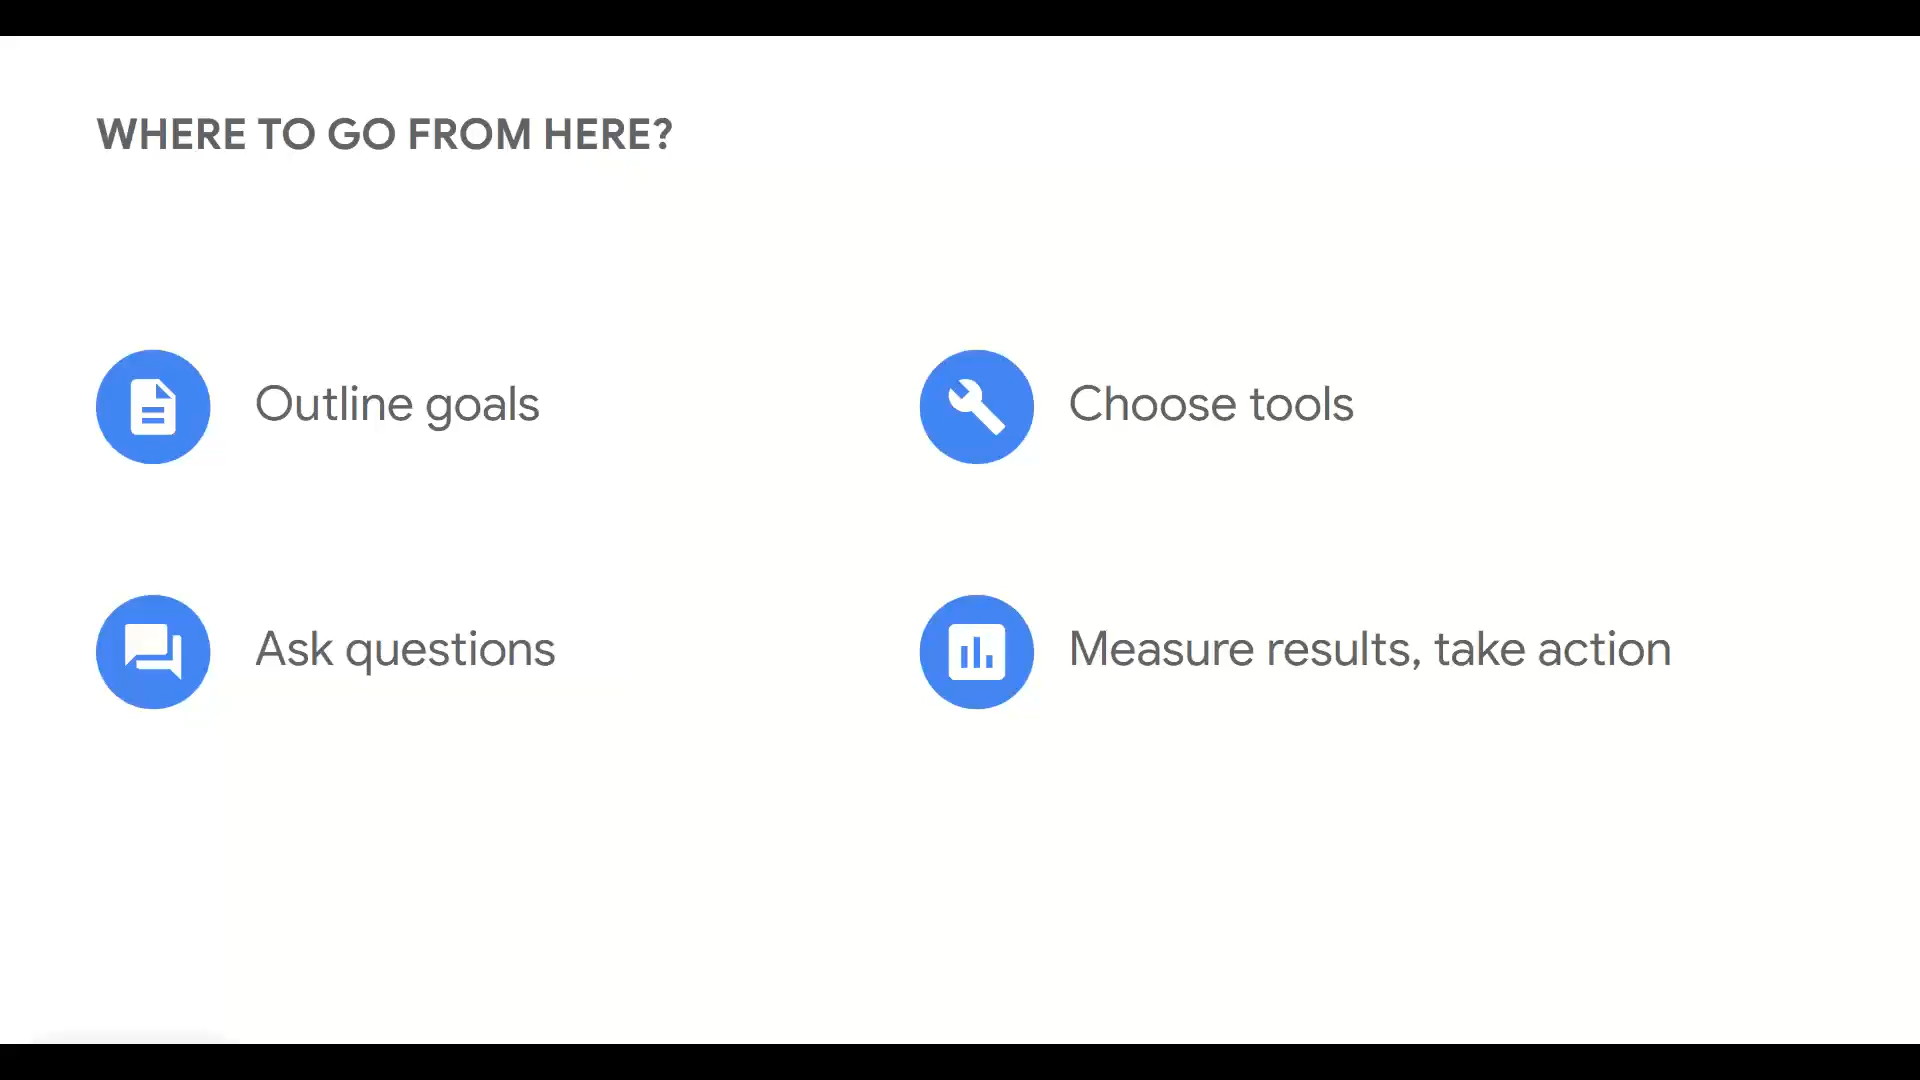 WHERE TO GO FROM HERE?
Outline goals
Choose tools
Ask questions
Measure results, take action